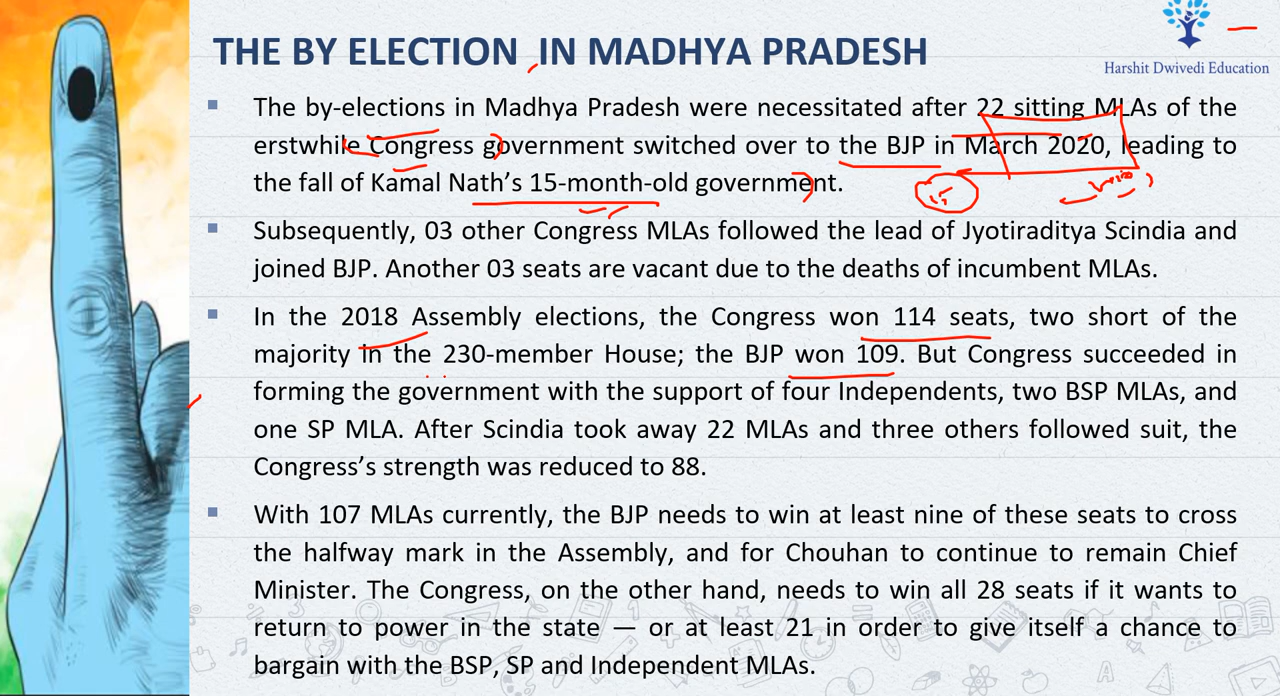 THE BY ELECTION IN MADHYA PRADESH
Harshit Dwivedi Education
The by-elections in Madhya Pradesh were necessitated after 22 sitting MLAs of the
erstwhile Congress government switched over to the BJP in March 2020, leading to
the fall of Kamal Nath’s 15-month-old government.
15
Subsequently, 03 other Congress MLAs followed the lead of Jyotiraditya Scindia and
joined BJP. Another 03 seats are vacant due to the deaths of incumbent MLAs.
In the 2018 Assembly elections, the Congress won 114 seats, two short of the
majority in the 230-member House; the BJP won 109. But Congress succeeded in
forming the government with the support of four Independents, two BSP MLAs, and
one SP MLA. After Scindia took away 22 MLAs and three others followed suit, the
Congress’s strength was reduced to 88.
With 107 MLAs currently, the BJP needs to win at least nine of these seats to cross
the halfway mark in the Assembly, and for Chouhan to continue to remain Chief
Minister. The Congress, on the other hand, needs to win all 28 seats if it wants to
return to power in the state — or at least 21 in order to give itself a chance to
bargain with the BSP, SP and Independent MLAs.